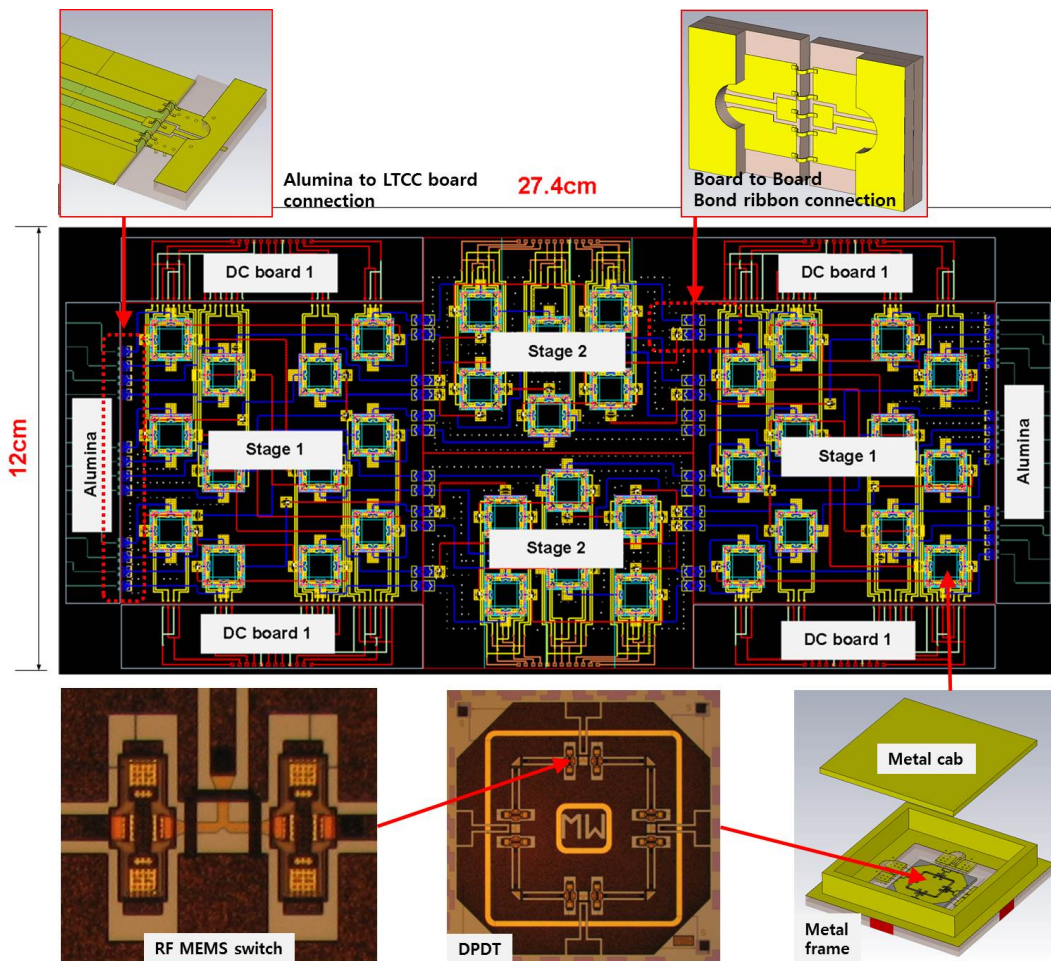 Alumina to LTCC board
connection
27.4cm
Board to Board
Bond ribbon connection
12cm
DC board 1
DC board 1
Stage 2
Alumina
Stage 1
Stage 1
Alumina
Stage 2
DC board 1
DC board 1
MW
Metal cab
RF MEMS switch
DPDT
Metal
frame